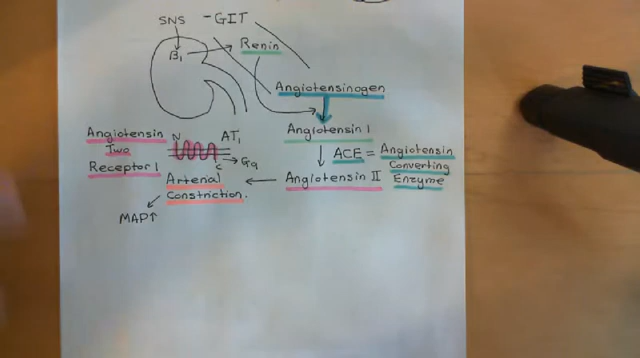 SNS
-GIT
β1
Renin
Angiotensinogen
Angiotensin I
Angiotensin
Two
Receptor 1
N
AT1
C
Gq
ACE = Angiotensin
Converting
Enzyme
Angiotensin II
Arterial
Constriction.
MAP↑